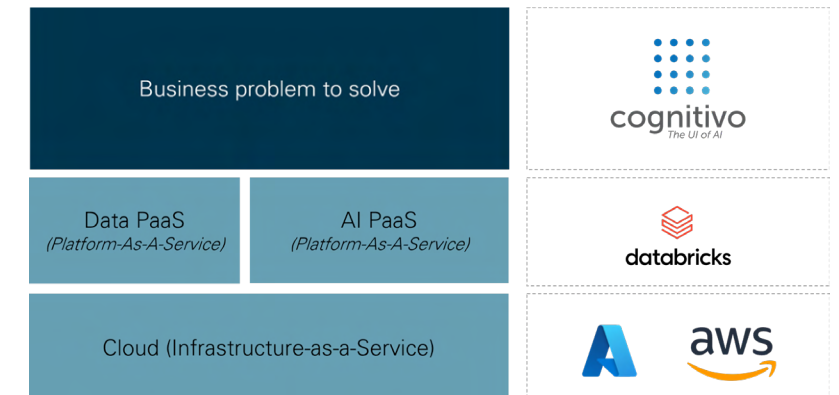 Business problem to solve
cognitivo
The UI of AI
Data PaaS
(Platform-As-A-Service)
AI PaaS
(Platform-As-A-Service)
databricks
Cloud (Infrastructure-as-a-Service)
aws